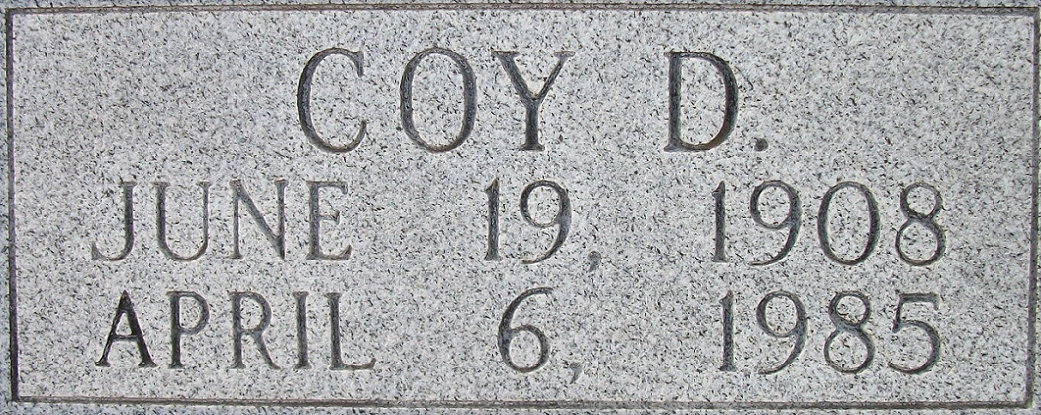 COY D.
JUNE 19, 1908
APRIL 6, 1985